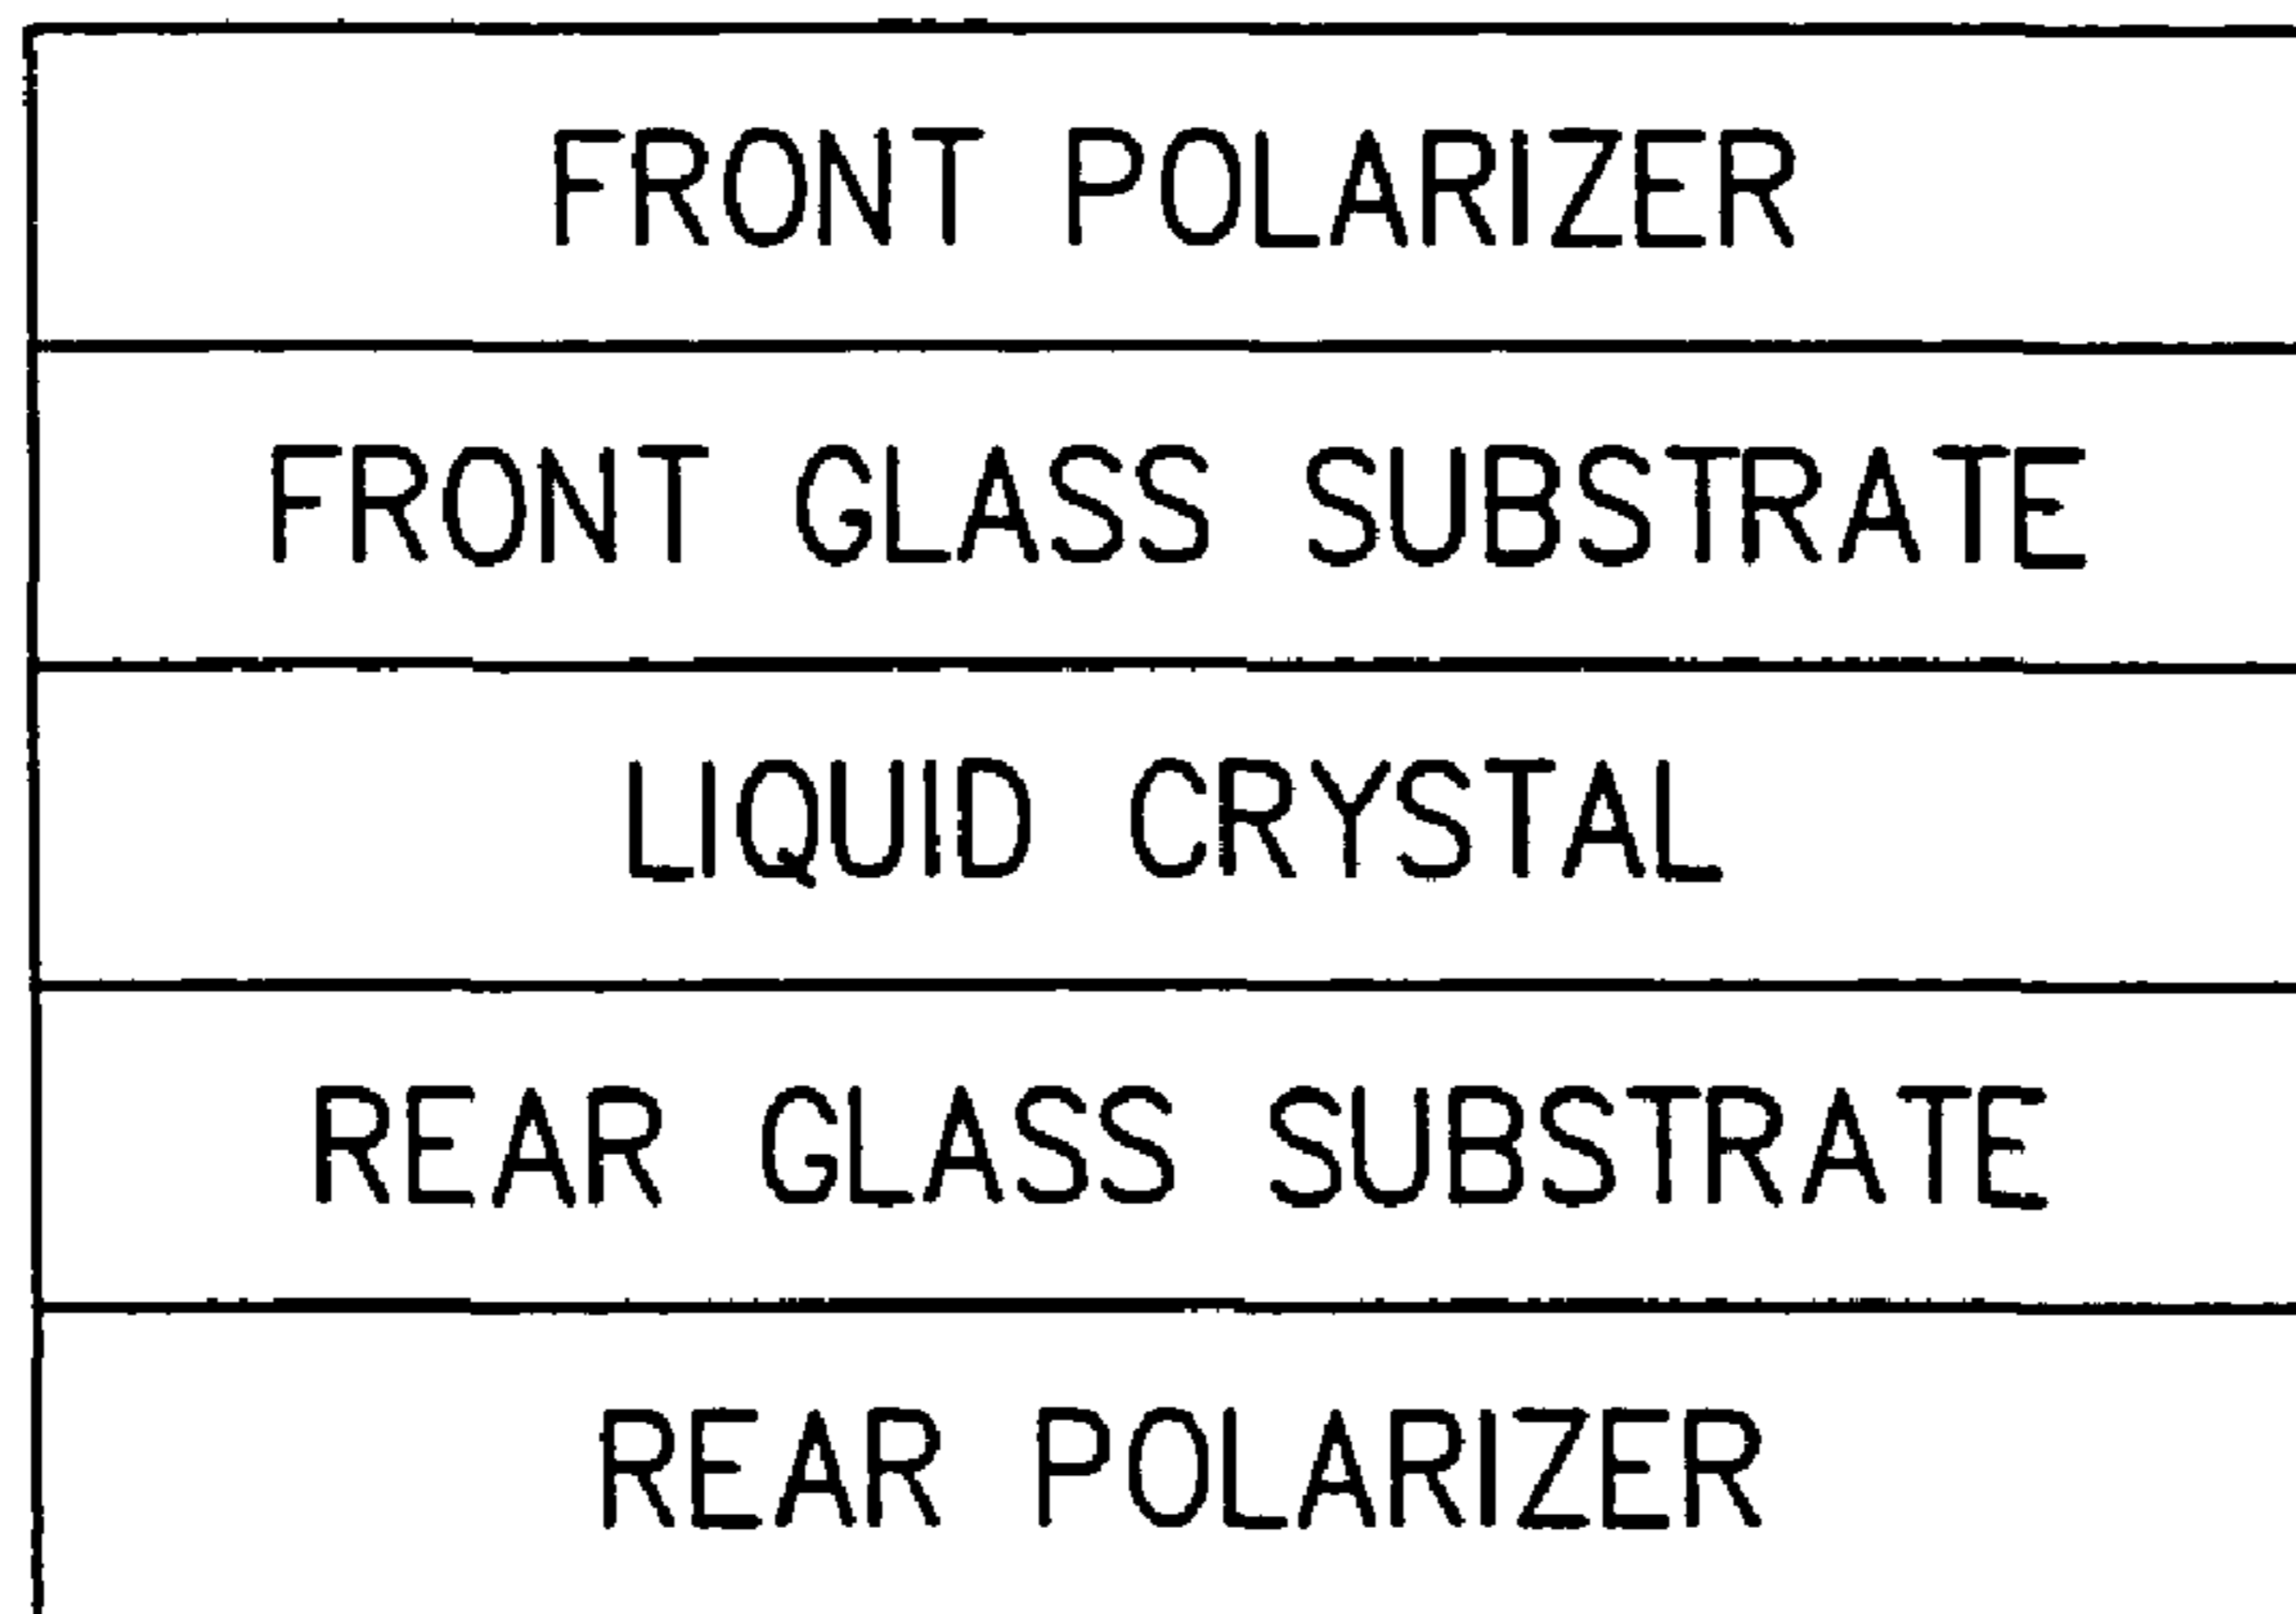 FRONT POLARIZER
FRONT GLASS SUBSTRATE
LIQUID CRYSTAL
REAR GLASS SUBSTRATE
REAR POLARIZER